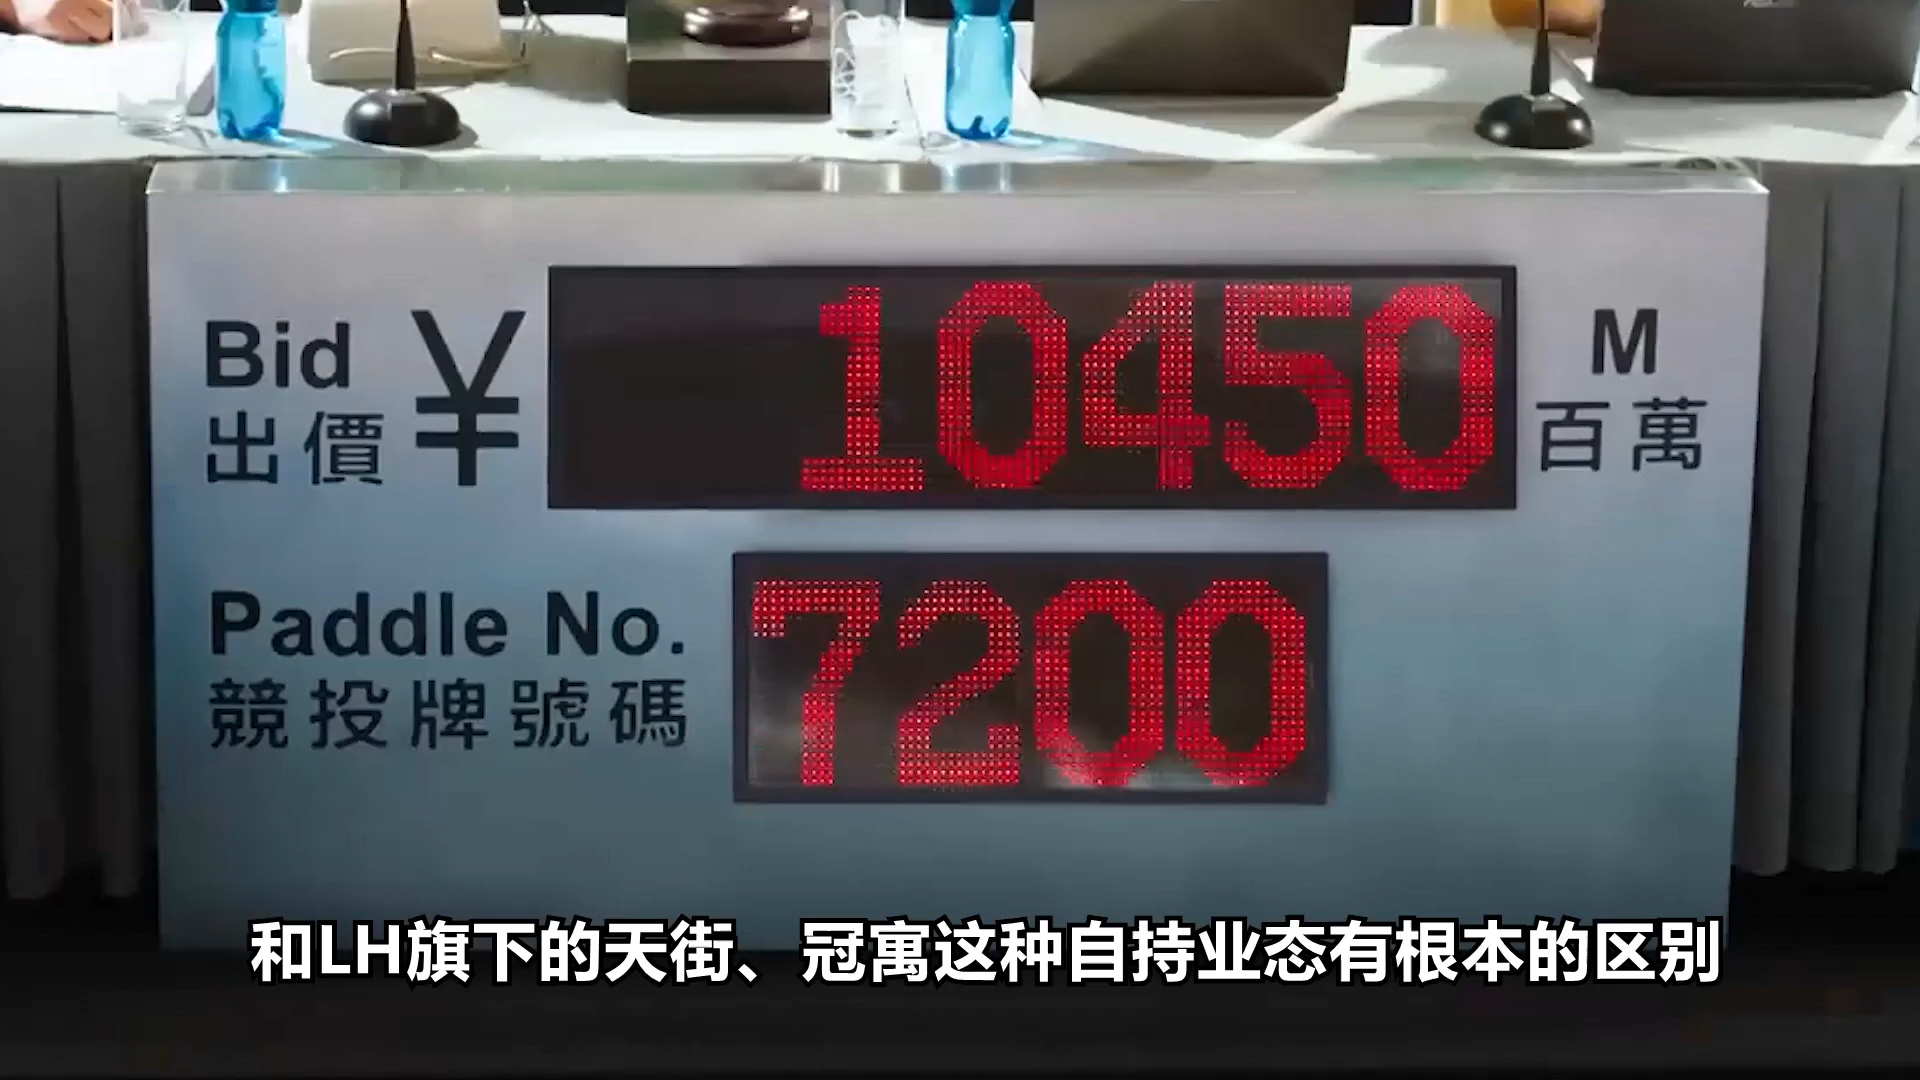 Bid ¥ 10450 M
出價 百萬
Paddle No. 7200
競投牌號碼
和LH旗下的天街、冠寓这种自持业态有根本的区别